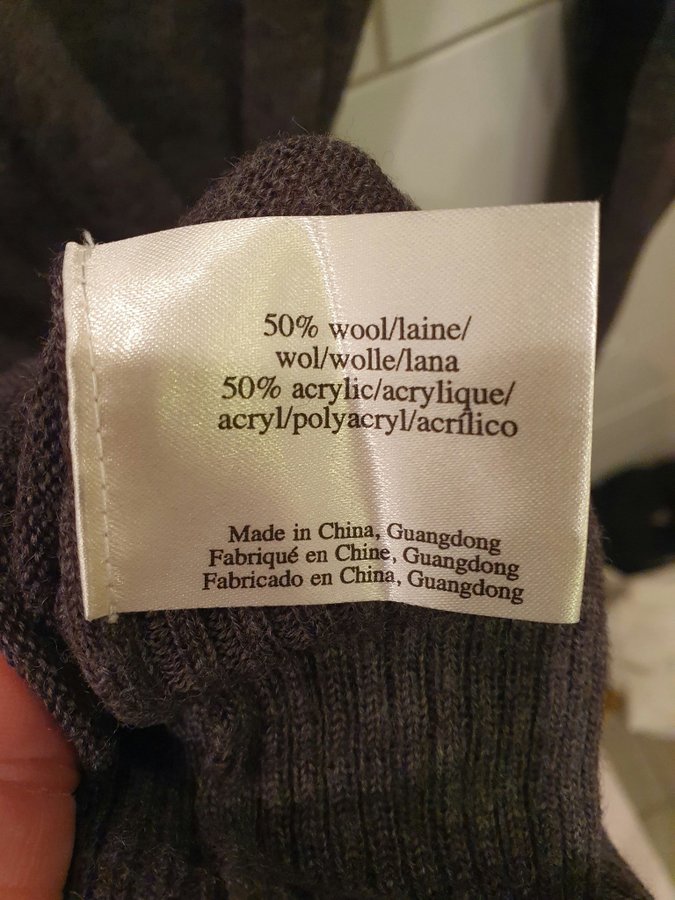 50% wool/laine/
wol/wolle/lana
50% acrylic/acrylique/
acryl/polyacryl/acrílico
Made in China, Guangdong
Fabriqué en Chine, Guangdong
Fabricado en China, Guangdong